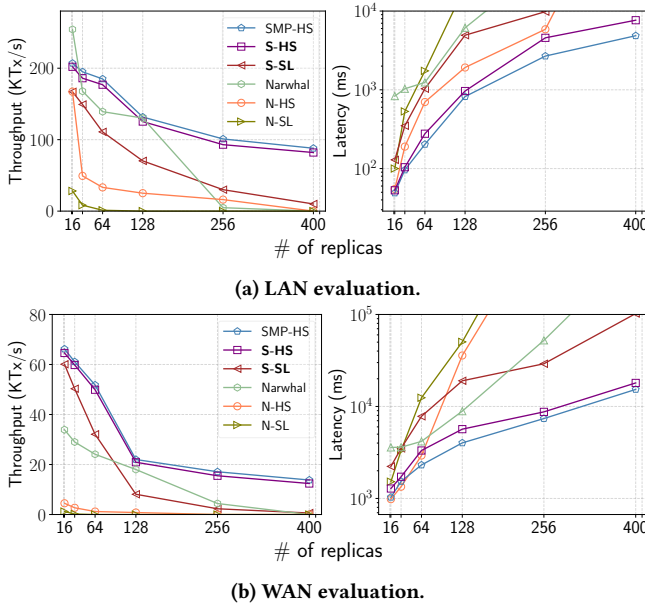 Throughput (KTx/s)
200
100
0
16
64
128
256
400
SMP-HS
S-HS
S-SL
Narwhal
N-HS
N-SL
Latency (ms)
10^4
10^3
10^2
16
64
128
256
400
# of replicas
(a) LAN evaluation.
Throughput (KTx/s)
80
60
40
20
0
16
64
128
256
400
SMP-HS
S-HS
S-SL
Narwhal
N-HS
N-SL
Latency (ms)
10^5
10^4
10^3
16
64
128
256
400
# of replicas
(b) WAN evaluation.